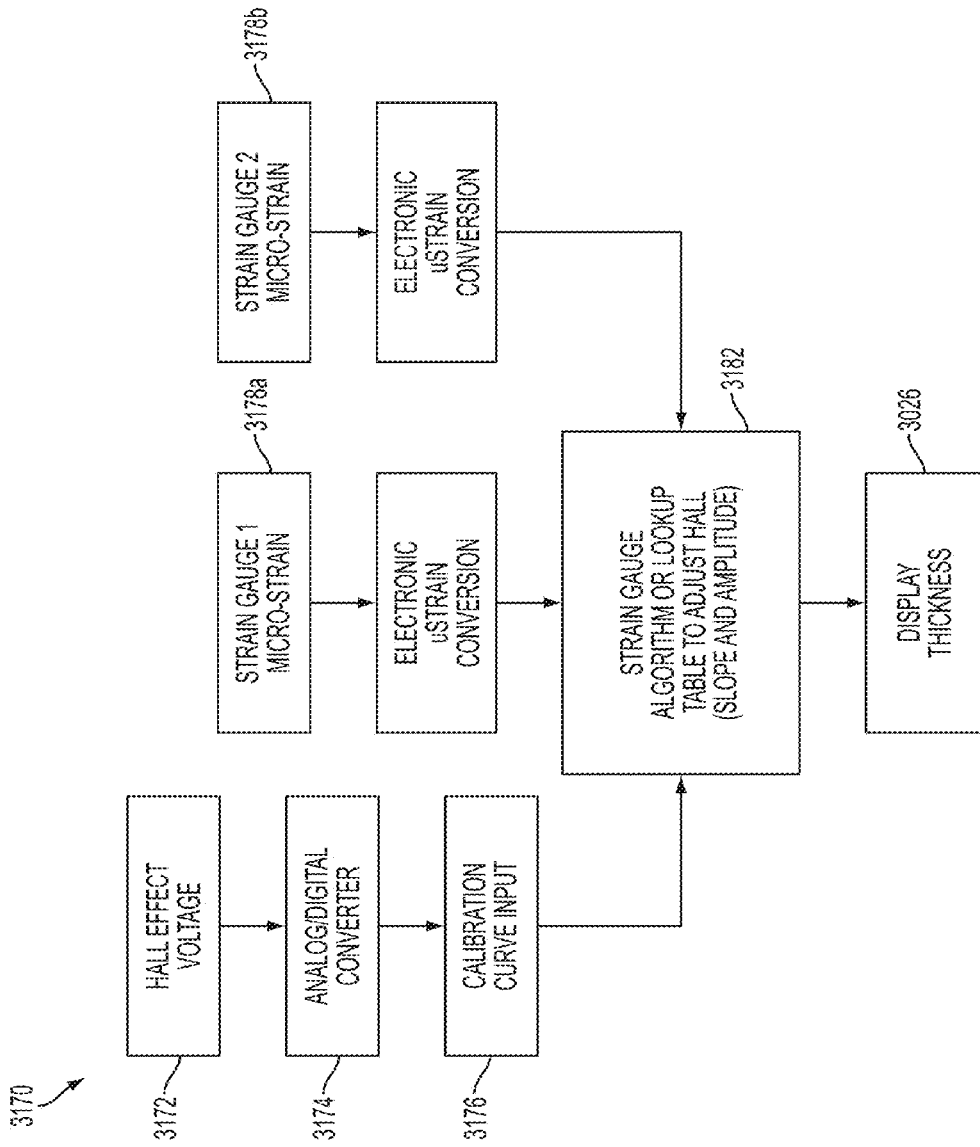 3170
HALL EFFECT
VOLTAGE
3172
ANALOG/DIGITAL
CONVERTER
3174
CALIBRATION
CURVE INPUT
3176
STRAIN GAUGE 1
MICRO-STRAIN
3178a
ELECTRONIC
uSTRAIN
CONVERSION
STRAIN GAUGE 2
MICRO-STRAIN
3178b
ELECTRONIC
uSTRAIN
CONVERSION
STRAIN GAUGE
ALGORITHM OR LOOKUP
TABLE TO ADJUST HALL
(SLOPE AND AMPLITUDE)
3182
DISPLAY
THICKNESS
3026